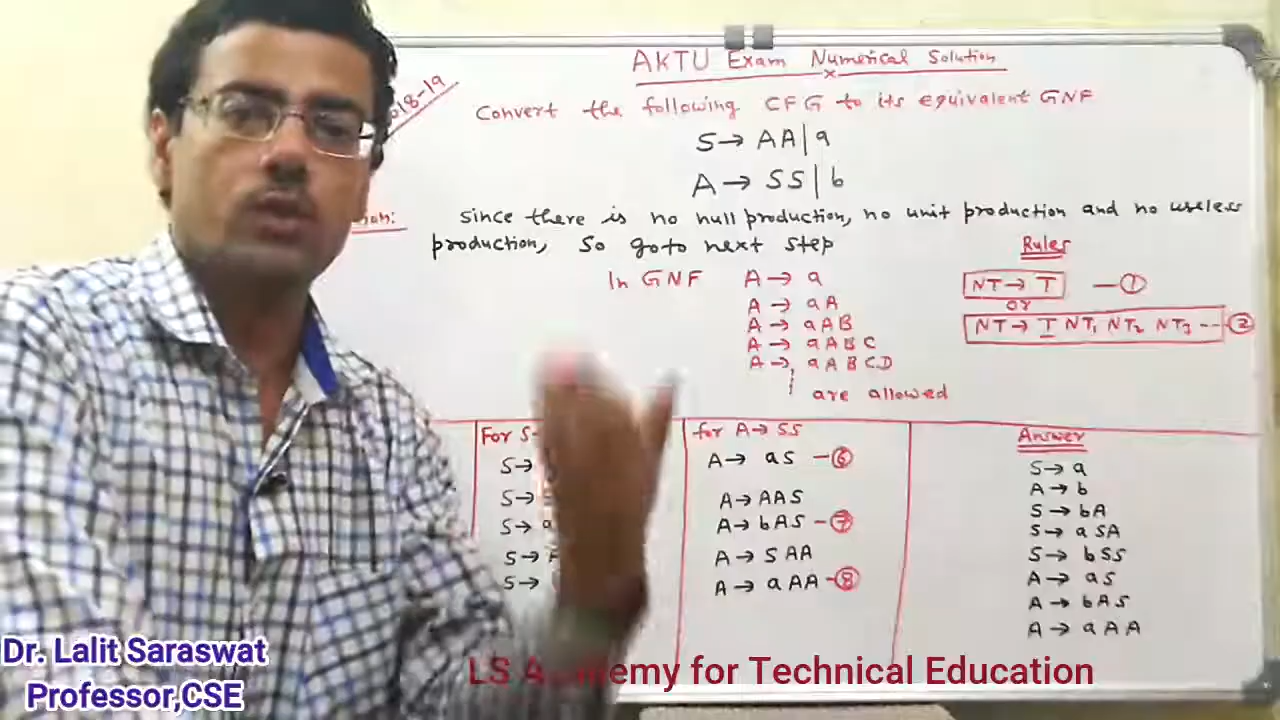 AKTU Exam Numerical Solution
018-19
Convert the following CFG to its equivalent GNF
S→ AA|a
A→ SS|b
since there is no null production, no unit production and no useless
production, so goto next step
Rules
In GNF A→ a
NT→ T —①
A→ aA
or
A→ aAB
NT→ T NT₁ NT₂ NT₃ --- ②
A→ aABC
A→ aABCD
are allowed
For S
S→
S→
S→ a
S→
S→
for A→ SS
A→ aS —⑥
A→ AAS
A→ bAS —⑦
A→ SAA
A→ aAA —⑧
Answer
S→ a
A→ b
S→ bA
S→ aSA
S→ bSS
A→ aS
A→ bAS
A→ aAA
Dr. Lalit Saraswat
Professor,CSE
LS for Technical Education